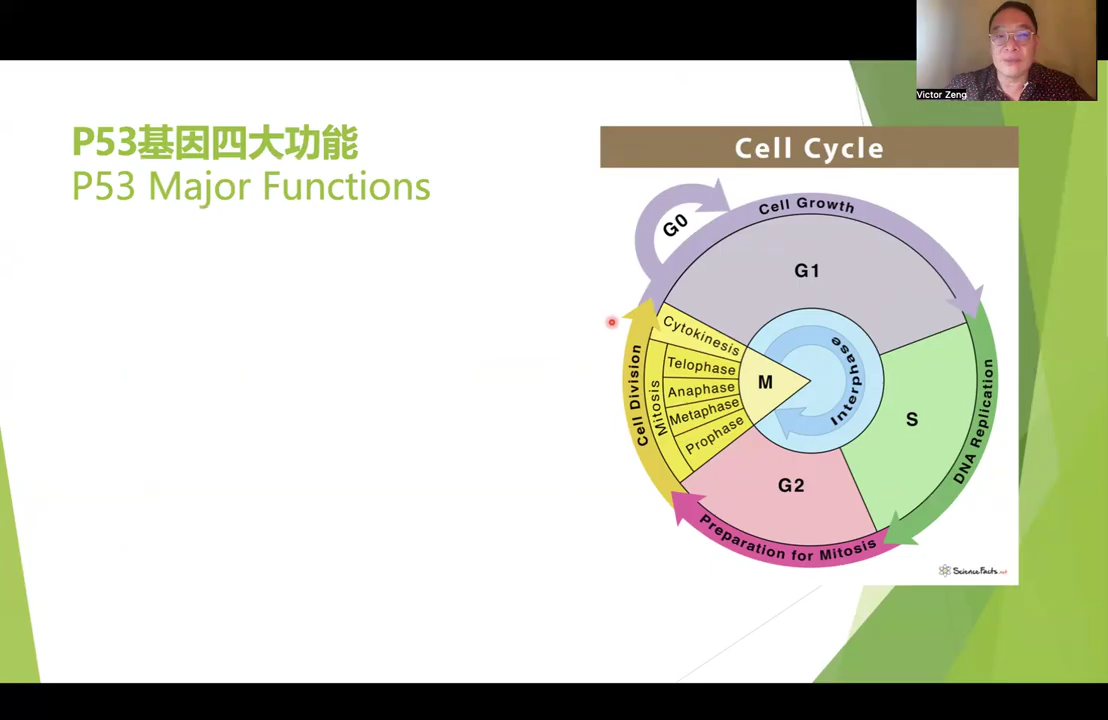 Victor Zeng
P53基因四大功能
P53 Major Functions
Cell Cycle
G0
Cell Growth
G1
Cytokinesis
Telophase
Anaphase
Metaphase
Prophase
Mitosis
Cell Division
M
Interphase
S
DNA Replication
G2
Preparation for Mitosis
ScienceFacts.net